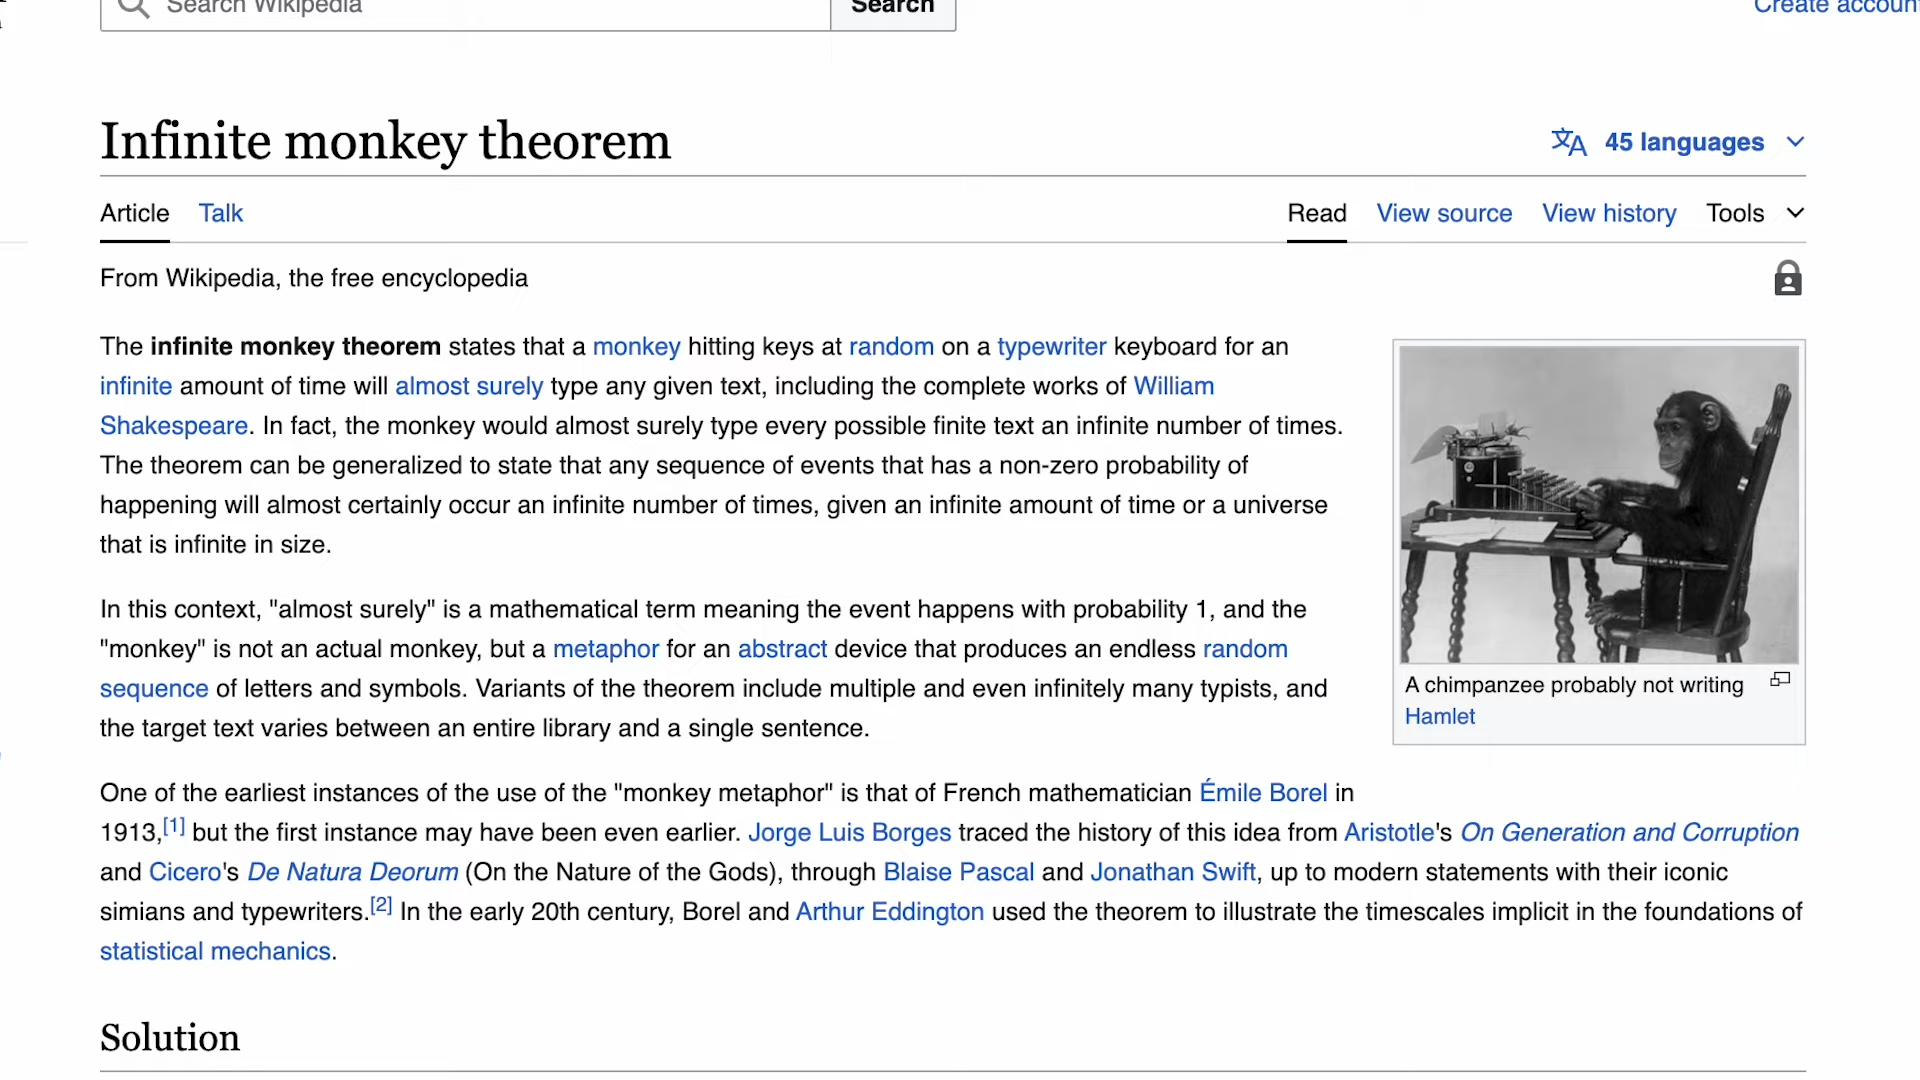 Search Wikipedia
Search
Create account
Infinite monkey theorem
45 languages
Article Talk
Read View source View history Tools
From Wikipedia, the free encyclopedia
The infinite monkey theorem states that a monkey hitting keys at random on a typewriter keyboard for an
infinite amount of time will almost surely type any given text, including the complete works of William
Shakespeare. In fact, the monkey would almost surely type every possible finite text an infinite number of times.
The theorem can be generalized to state that any sequence of events that has a non-zero probability of
happening will almost certainly occur an infinite number of times, given an infinite amount of time or a universe
that is infinite in size.
In this context, "almost surely" is a mathematical term meaning the event happens with probability 1, and the
"monkey" is not an actual monkey, but a metaphor for an abstract device that produces an endless random
sequence of letters and symbols. Variants of the theorem include multiple and even infinitely many typists, and
the target text varies between an entire library and a single sentence.
A chimpanzee probably not writing
Hamlet
One of the earliest instances of the use of the "monkey metaphor" is that of French mathematician Émile Borel in
1913,[1] but the first instance may have been even earlier. Jorge Luis Borges traced the history of this idea from Aristotle's On Generation and Corruption
and Cicero's De Natura Deorum (On the Nature of the Gods), through Blaise Pascal and Jonathan Swift, up to modern statements with their iconic
simians and typewriters.[2] In the early 20th century, Borel and Arthur Eddington used the theorem to illustrate the timescales implicit in the foundations of
statistical mechanics.
Solution